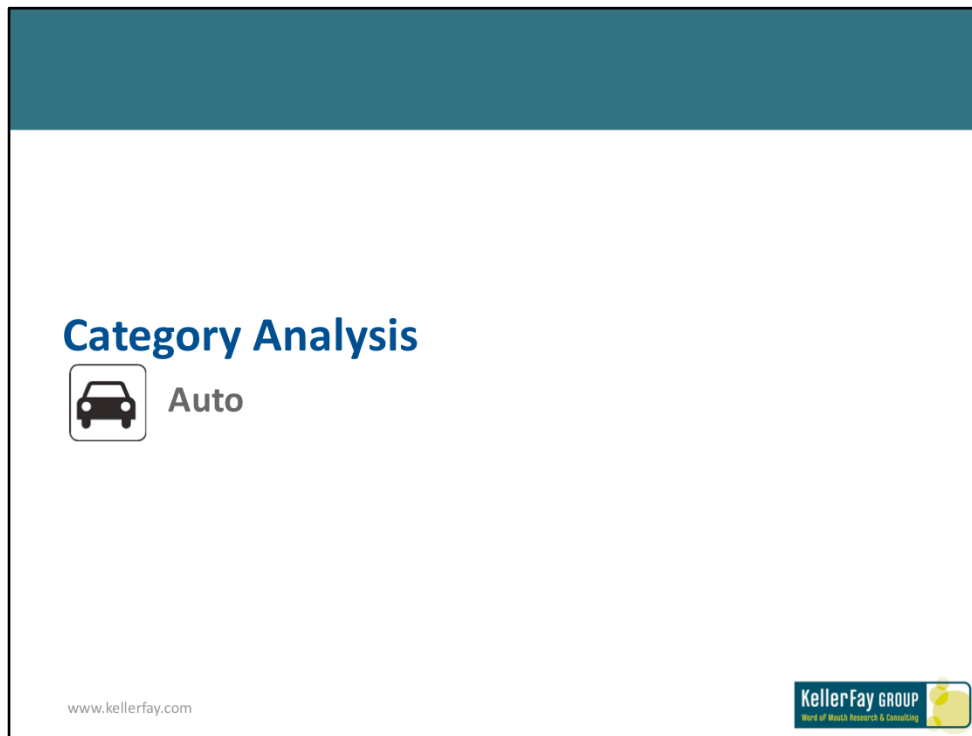 Category Analysis
Auto
www.kellerfay.com
KellerFay GROUP
Word of Mouth Research & Consulting